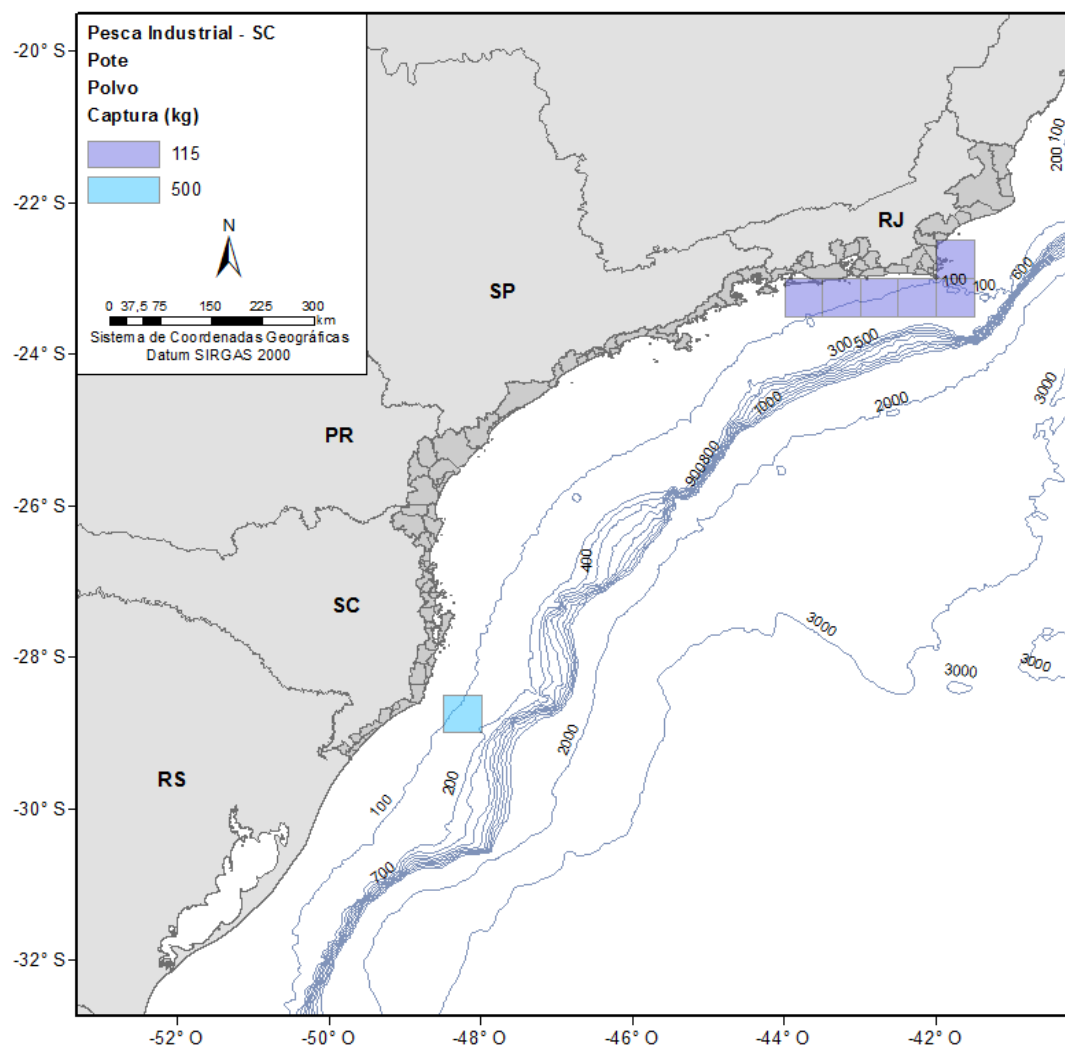 Pesca Industrial - SC
Pote
Polvo
Captura (kg)
115
500
N
0 37,5 75 150 225 300
km
Sistema de Coordenadas Geográficas
Datum SIRGAS 2000
-20° S
-22° S
-24° S
-26° S
-28° S
-30° S
-32° S
RJ
SP
PR
SC
RS
100
200
600
100
100
300
500
1000
2000
3000
900
800
400
3000
3000
3000
2000
200
100
700
-52° O
-50° O
-48° O
-46° O
-44° O
-42° O